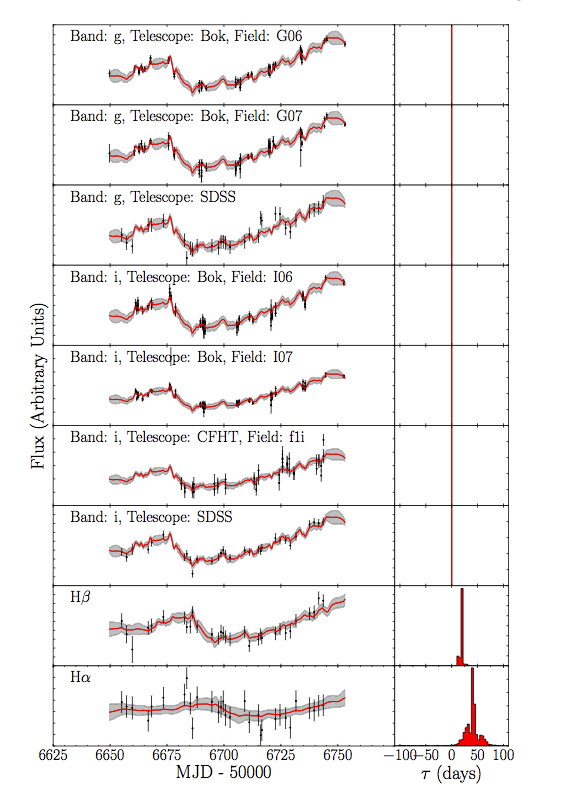 Band: g, Telescope: Bok, Field: G06
Band: g, Telescope: Bok, Field: G07
Band: g, Telescope: SDSS
Band: i, Telescope: Bok, Field: I06
Band: i, Telescope: Bok, Field: I07
Band: i, Telescope: CFHT, Field: f1i
Band: i, Telescope: SDSS
Hβ
Hα
Flux (Arbitrary Units)
6625 6650 6675 6700 6725 6750 −100 −50 0 50 100
MJD - 50000 τ (days)